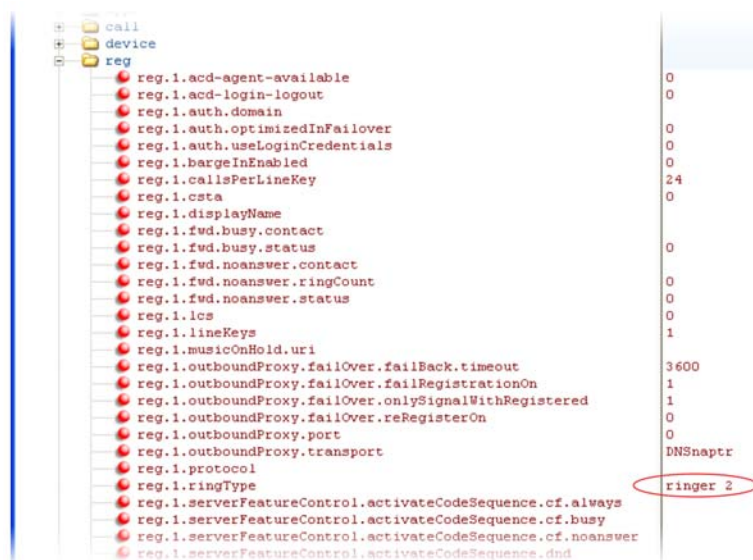 call
device
reg
reg.1.acd-agent-available 0
reg.1.acd-login-logout 0
reg.1.auth.domain
reg.1.auth.optimizedInFailover 0
reg.1.auth.useLoginCredentials 0
reg.1.bargeInEnabled 0
reg.1.callsPerLineKey 24
reg.1.csta 0
reg.1.displayName
reg.1.fwd.busy.contact
reg.1.fwd.busy.status 0
reg.1.fwd.noanswer.contact
reg.1.fwd.noanswer.ringCount 0
reg.1.fwd.noanswer.status 0
reg.1.lcs 0
reg.1.lineKeys 1
reg.1.musicOnHold.uri
reg.1.outboundProxy.failOver.failBack.timeout 3600
reg.1.outboundProxy.failOver.failRegistrationOn 1
reg.1.outboundProxy.failOver.onlySignalWithRegistered 1
reg.1.outboundProxy.failOver.reRegisterOn 0
reg.1.outboundProxy.port 0
reg.1.outboundProxy.transport DNSnaptr
reg.1.protocol
reg.1.ringType ringer 2
reg.1.serverFeatureControl.activateCodeSequence.cf.always
reg.1.serverFeatureControl.activateCodeSequence.cf.busy
reg.1.serverFeatureControl.activateCodeSequence.cf.noanswer
reg.1.serverFeatureControl.activateCodeSequence.dnd